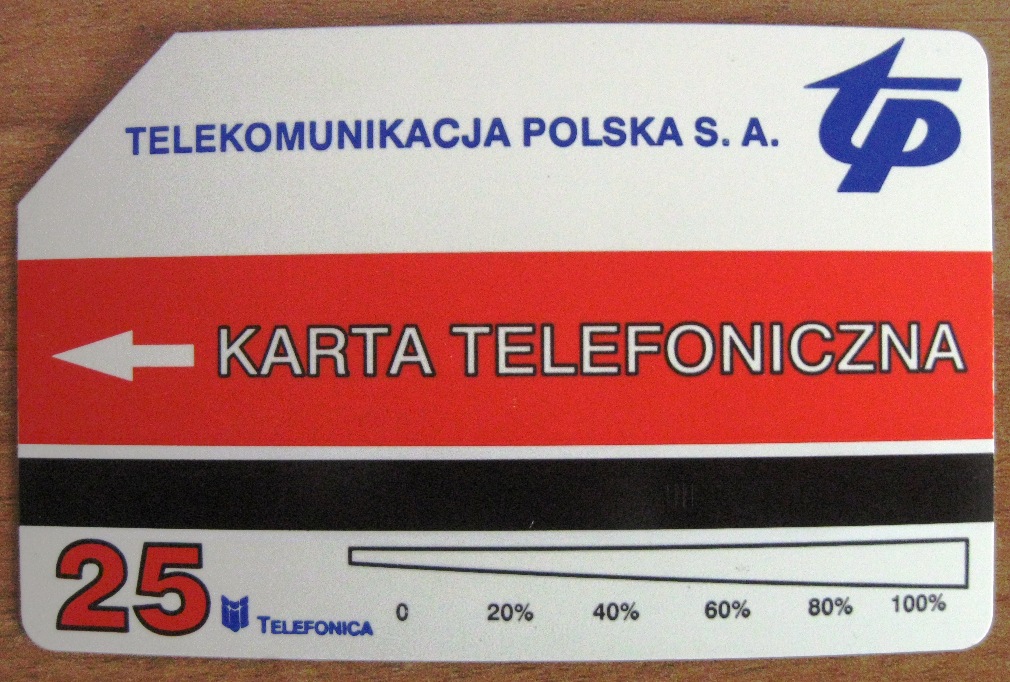 TELEKOMUNIKACJA POLSKA S. A.
TP
KARTA TELEFONICZNA
25
TELEFONICA
0 20% 40% 60% 80% 100%